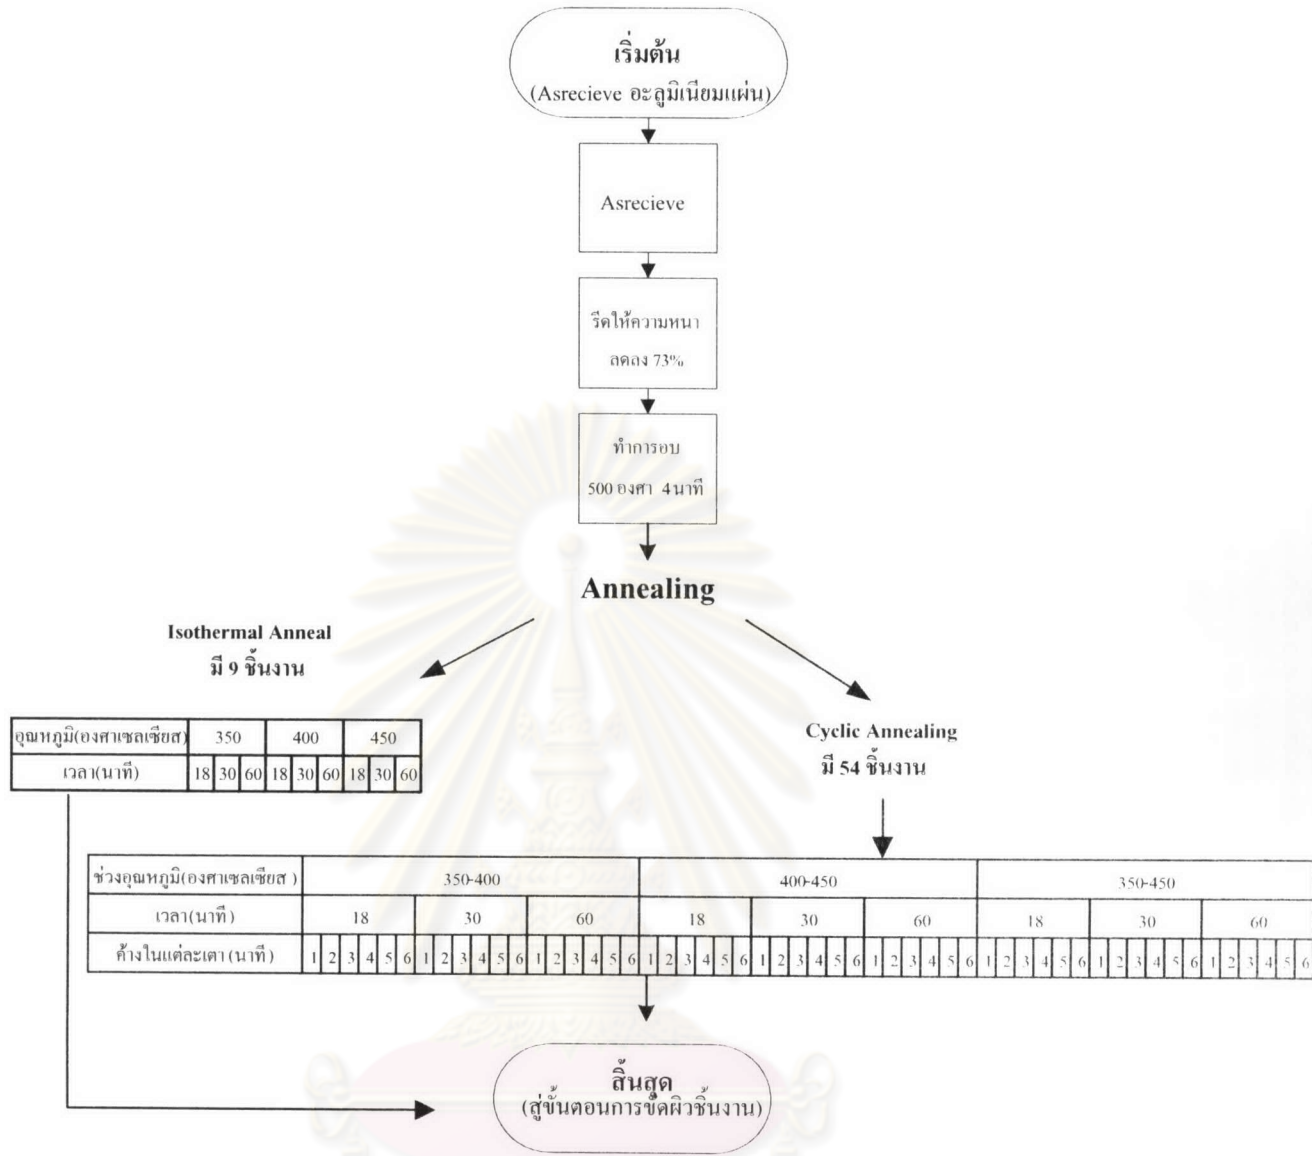 เริ่มต้น
(Asrecieve อะลูมิเนียมแผ่น)
Asrecieve
รีดให้ความหนา
ลดลง 73%
ทำการอบ
500 องศา 4 นาที
Annealing
Isothermal Anneal
มี 9 ชิ้นงาน
อุณหภูมิ(องศาเซลเซียส) 350 400 450
เวลา(นาที) 18 30 60 18 30 60 18 30 60
Cyclic Annealing
มี 54 ชิ้นงาน
ช่วงอุณหภูมิ(องศาเซลเซียส ) 350-400 400-450 350-450
เวลา(นาที ) 18 30 60 18 30 60 18 30 60
ค้างในแต่ละเตา (นาที ) 1 2 3 4 5 6 1 2 3 4 5 6 1 2 3 4 5 6 1 2 3 4 5 6 1 2 3 4 5 6 1 2 3 4 5 6 1 2 3 4 5 6 1 2 3 4 5 6 1 2 3 4 5 6
สิ้นสุด
(สู่ขั้นตอนการขัดผิวชิ้นงาน)